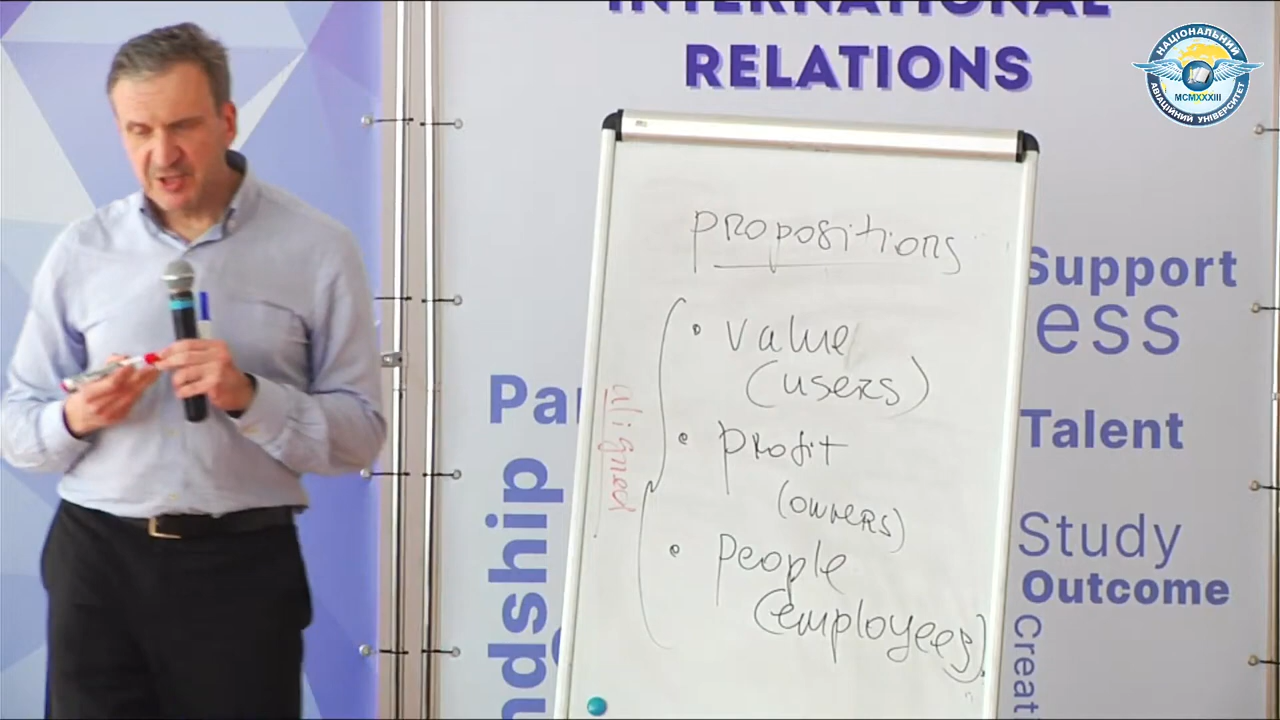 INTERNATIONAL
RELATIONS
НАЦІОНАЛЬНИЙ
MCMXXXIII
АВІАЦІЙНИЙ УНІВЕРСИТЕТ
propositions
• value
(users)
• profit
(owners)
• people
(employees)
aligned
Support
ess
Talent
Study
Outcome
Creat
Par
ndship